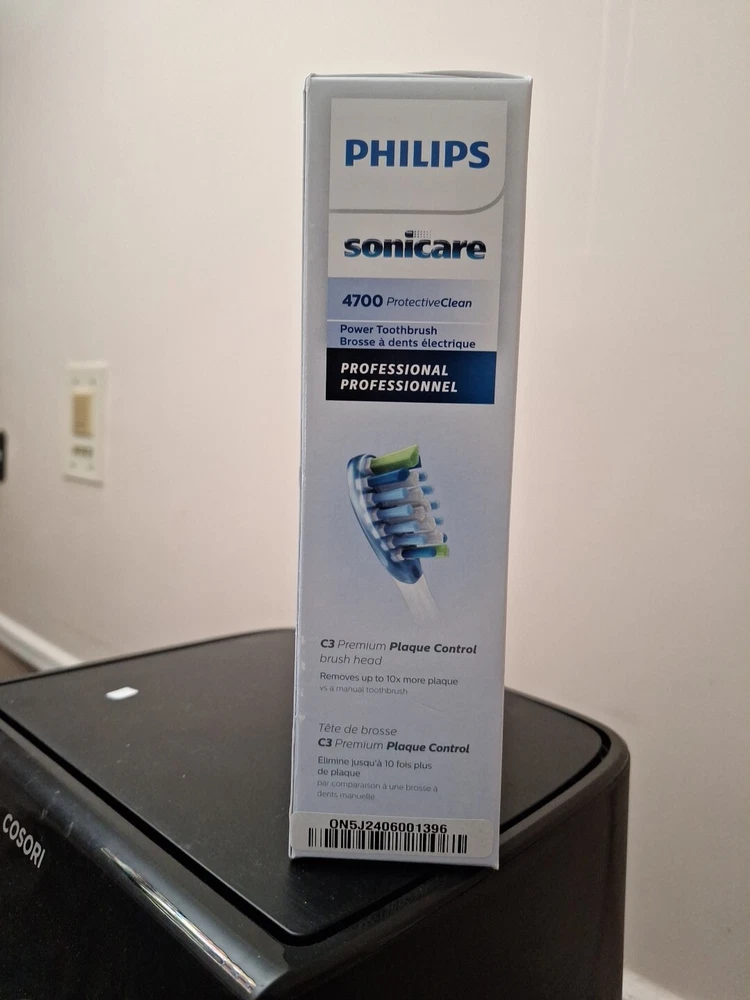 PHILIPS
sonicare
4700 ProtectiveClean
Power Toothbrush
Brosse à dents électrique
PROFESSIONAL
PROFESSIONNEL
C3 Premium Plaque Control
brush head
Removes up to 10x more plaque
vs a manual toothbrush
Tête de brosse
C3 Premium Plaque Control
Élimine jusqu'à 10 fois plus
de plaque
par comparaison à une brosse à
dents manuelle
ON5J2406001396
COSORI